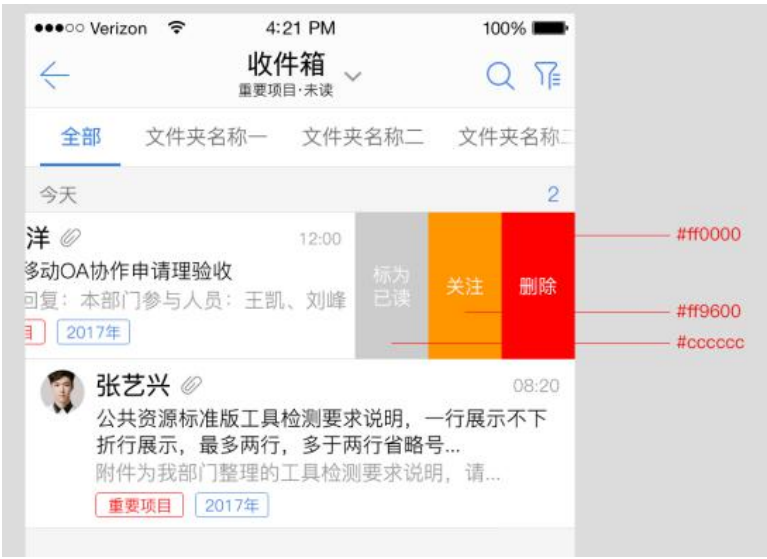 Verizon 4:21 PM 100%
收件箱
重要项目·未读
全部 文件夹名称一 文件夹名称二 文件夹名称
今天 2
洋 12:00
移动OA协作申请理验收
回复：本部门参与人员：王凯、刘峰
2017年
标为
已读
关注
删除
#ff0000
#ff9600
#cccccc
张艺兴 08:20
公共资源标准版工具检测要求说明，一行展示不下
折行展示，最多两行，多于两行省略号...
附件为我部门整理的工具检测要求说明，请...
重要项目 2017年